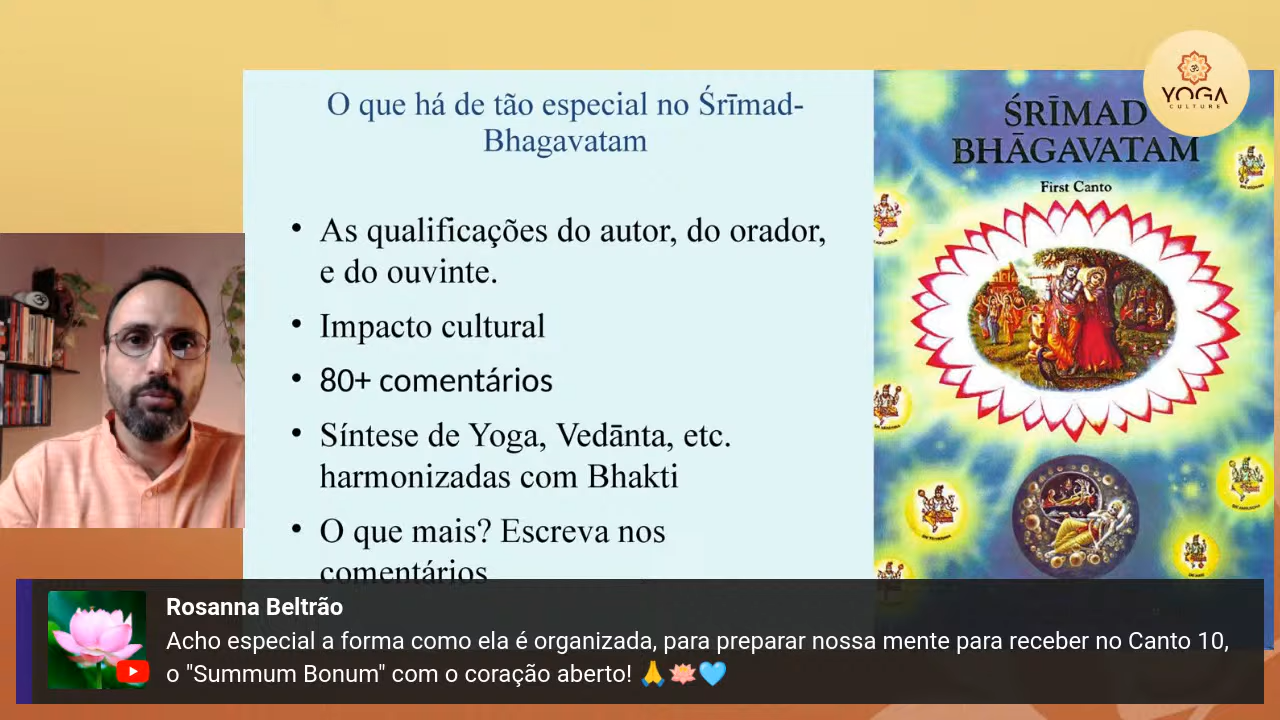 O que há de tão especial no Śrīmad-
Bhagavatam
• As qualificações do autor, do orador,
e do ouvinte.
• Impacto cultural
• 80+ comentários
• Síntese de Yoga, Vedānta, etc.
harmonizadas com Bhakti
• O que mais? Escreva nos
comentários
YOGA
CULTURE
ŚRĪMAD
BHĀGAVATAM
First Canto
Rosanna Beltrão
Acho especial a forma como ela é organizada, para preparar nossa mente para receber no Canto 10,
o "Summum Bonum" com o coração aberto! 🙏🪷🩵